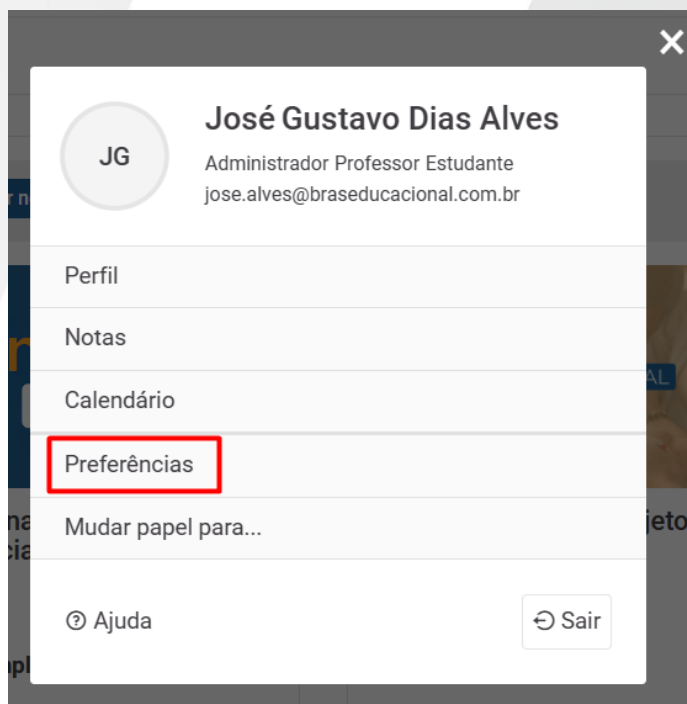 JG
José Gustavo Dias Alves
Administrador Professor Estudante
jose.alves@braseducacional.com.br
Perfil
Notas
Calendário
Preferências
Mudar papel para...
Ajuda
Sair